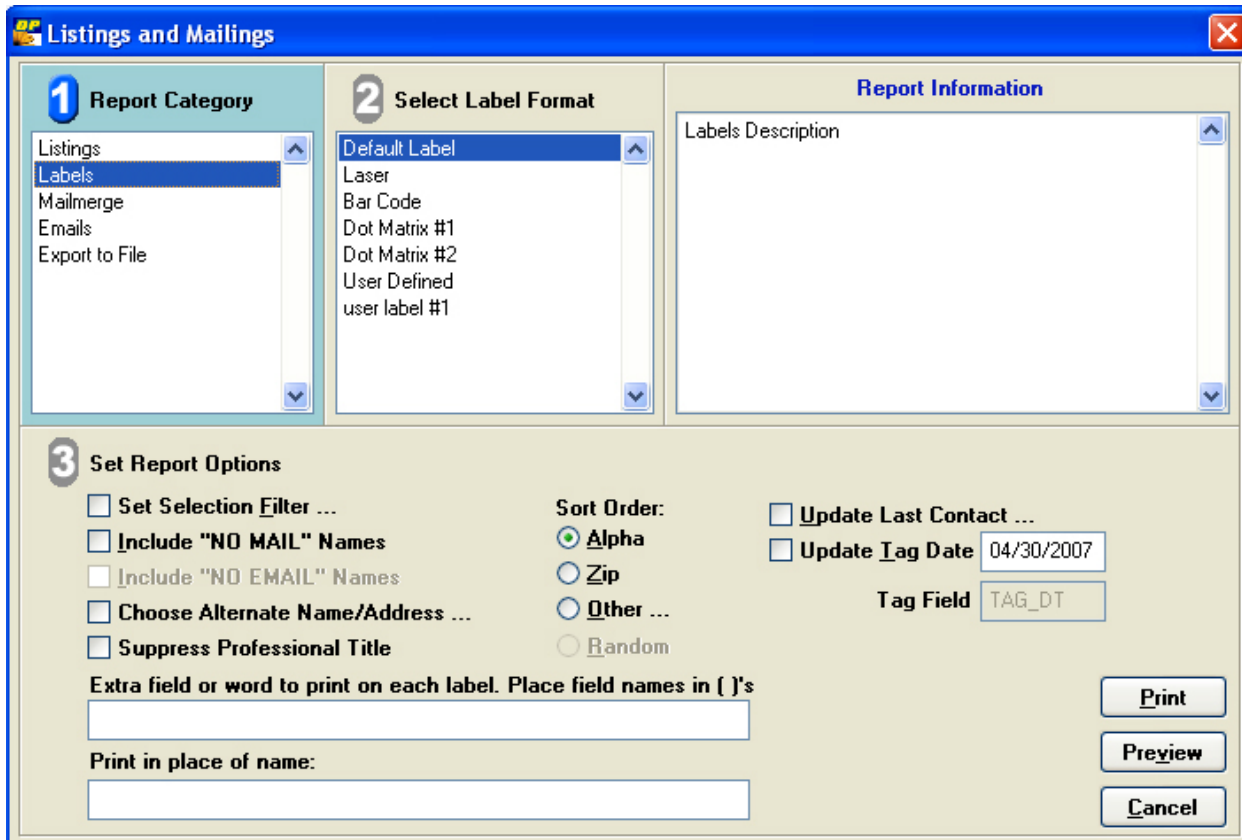 Listings and Mailings
1 Report Category
Listings
Labels
Mailmerge
Emails
Export to File
2 Select Label Format
Default Label
Laser
Bar Code
Dot Matrix #1
Dot Matrix #2
User Defined
user label #1
Report Information
Labels Description
3 Set Report Options
Set Selection Filter ...
Include "NO MAIL" Names
Include "NO EMAIL" Names
Choose Alternate Name/Address ...
Suppress Professional Title
Sort Order:
Alpha
Zip
Other ...
Random
Update Last Contact ...
Update Tag Date 04/30/2007
Tag Field TAG_DT
Extra field or word to print on each label. Place field names in ( )'s
Print in place of name:
Print
Preview
Cancel